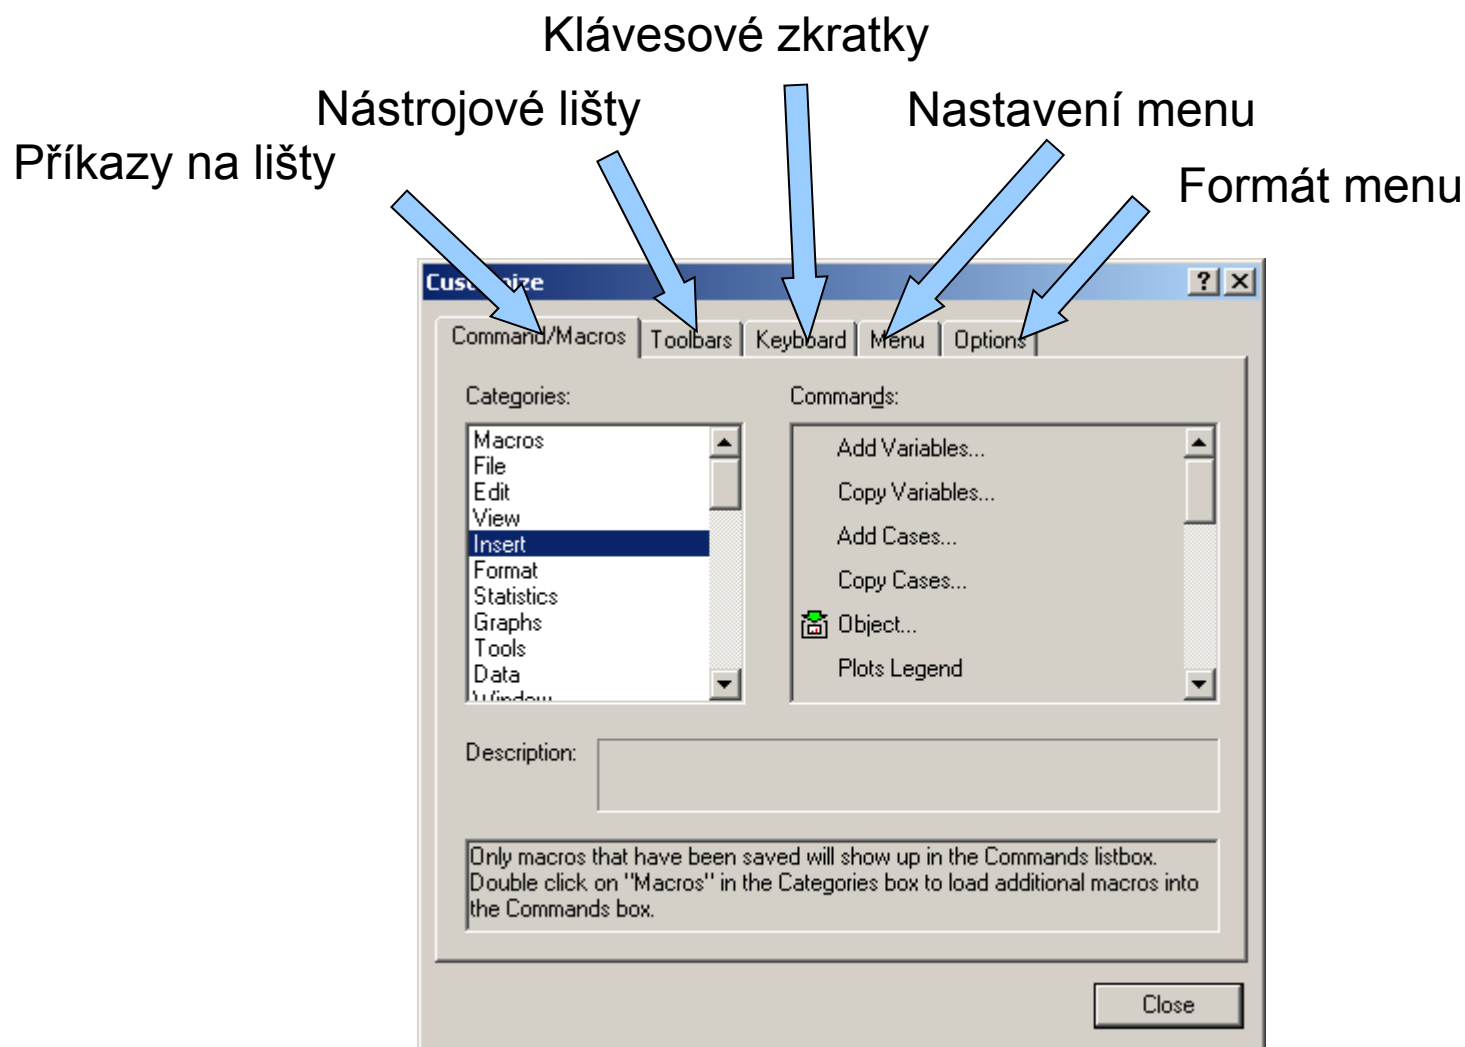 Klávesové zkratky
Nástrojové lišty
Nastavení menu
Příkazy na lišty
Formát menu
Customize
Command/Macros
Toolbars
Keyboard
Menu
Options
Categories:
Commands:
Macros
File
Edit
View
Insert
Format
Statistics
Graphs
Tools
Data
Window
Add Variables...
Copy Variables...
Add Cases...
Copy Cases...
Object...
Plots Legend
Description:
Only macros that have been saved will show up in the Commands listbox.
Double click on "Macros" in the Categories box to load additional macros into
the Commands box.
Close